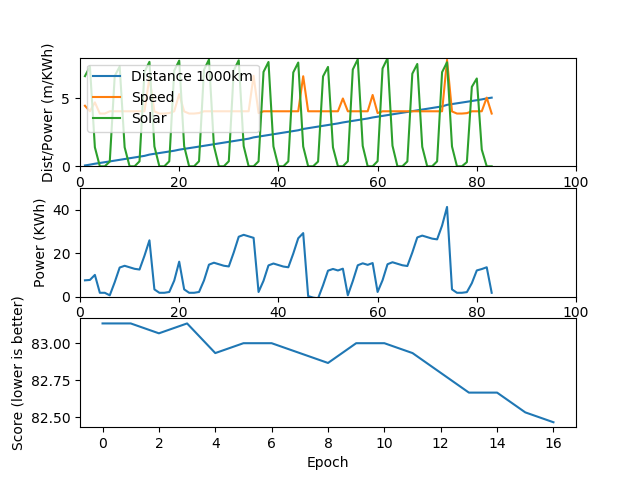 Dist/Power (m/KWh)
5
0
Distance 1000km
Speed
Solar
0 20 40 60 80 100
Power (KWh)
40
20
0
0 20 40 60 80 100
Score (lower is better)
83.00
82.75
82.50
0 2 4 6 8 10 12 14 16
Epoch